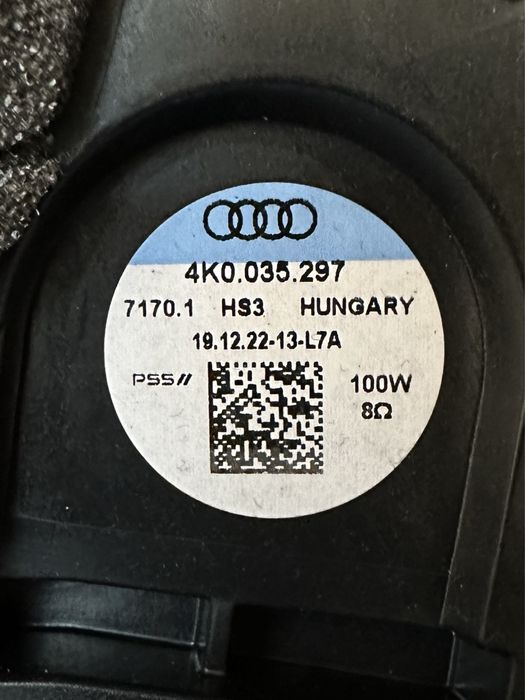 4K0.035.297
7170.1 HS3 HUNGARY
19.12.22-13-L7A
PSS//
100W
8Ω